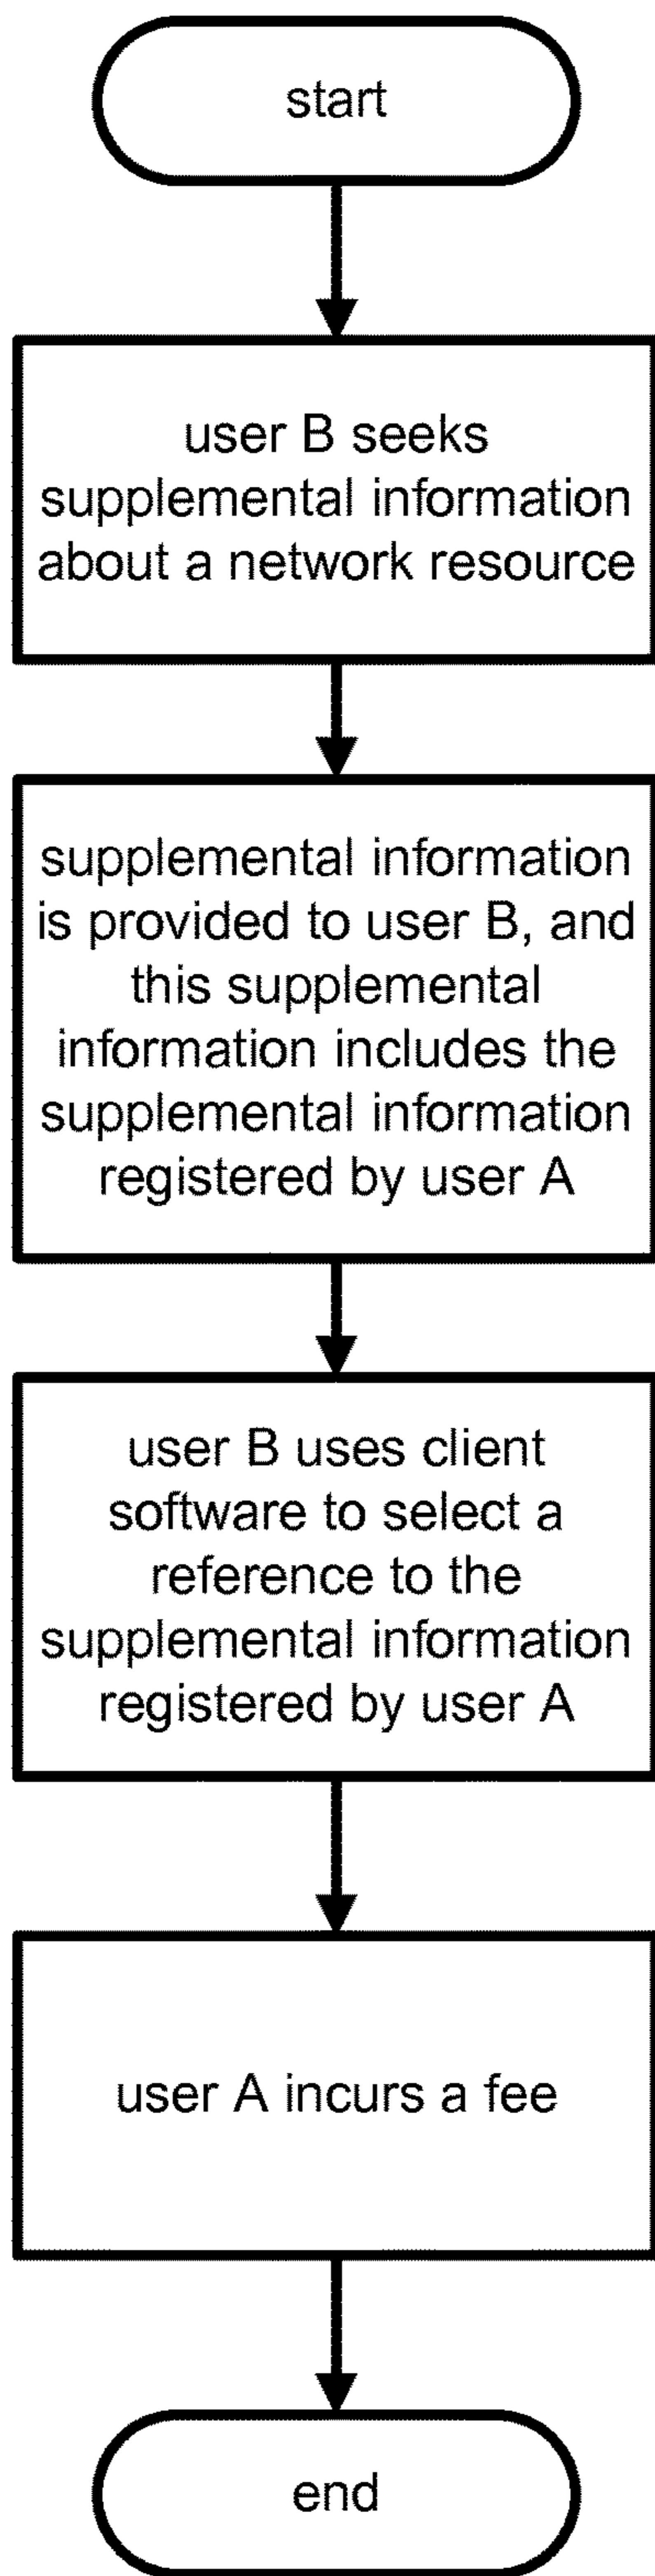 start
user B seeks
supplemental information
about a network resource
supplemental information
is provided to user B, and
this supplemental
information includes the
supplemental information
registered by user A
user B uses client
software to select a
reference to the
supplemental information
registered by user A
user A incurs a fee
end